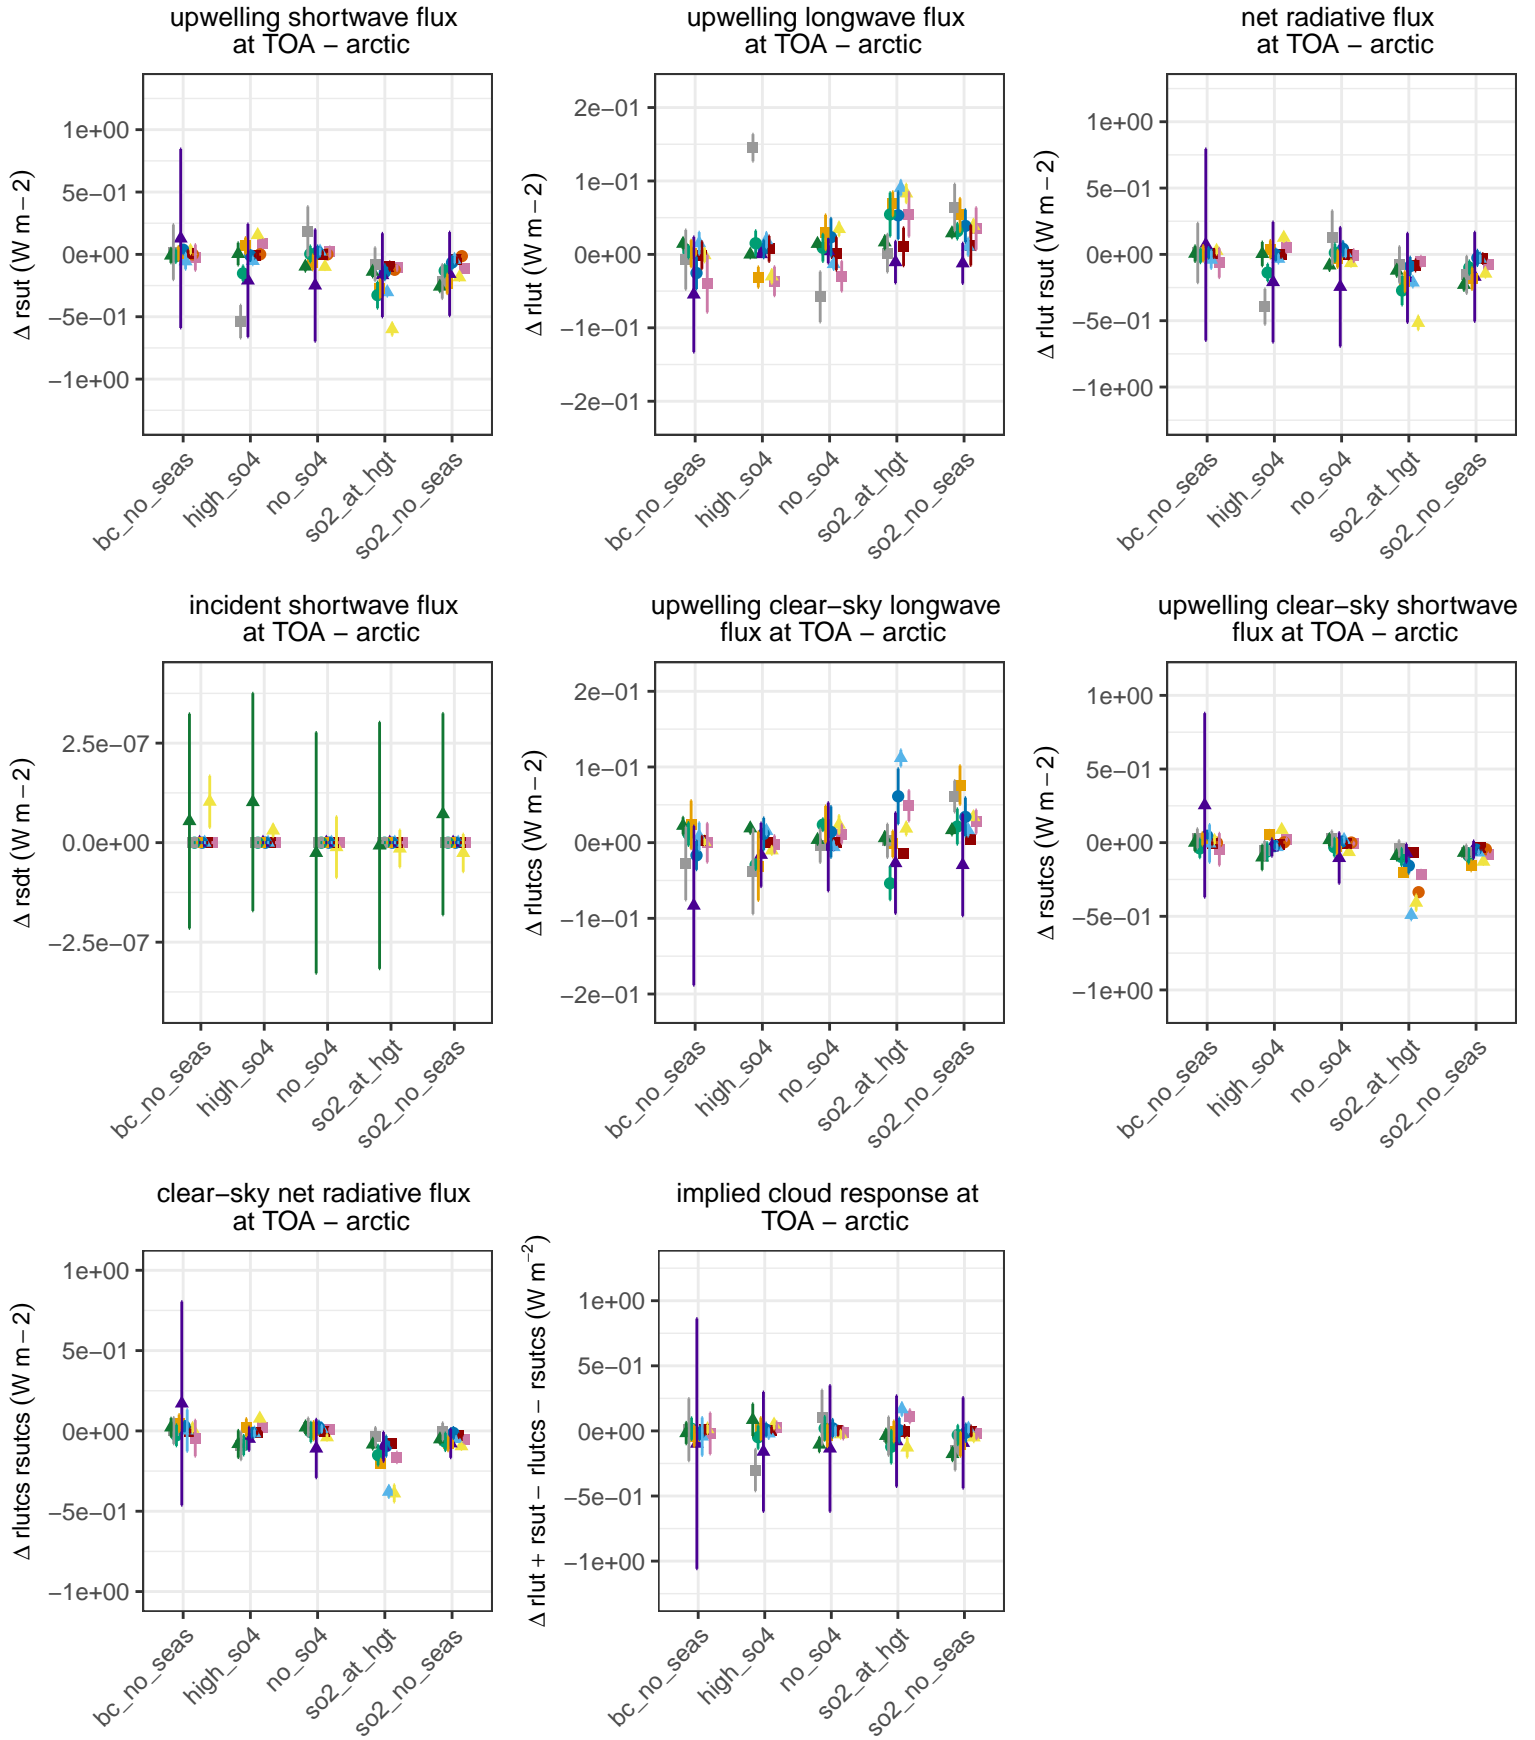 upwelling shortwave flux
at TOA − arctic
Δ rsut (W m − 2)
1e+00
5e−01
0e+00
−5e−01
−1e+00
bc_no_seas
high_so4
no_so4
so2_at_hgt
so2_no_seas
upwelling longwave flux
at TOA − arctic
Δ rlut (W m − 2)
2e−01
1e−01
0e+00
−1e−01
−2e−01
bc_no_seas
high_so4
no_so4
so2_at_hgt
so2_no_seas
net radiative flux
at TOA − arctic
Δ rlut rsut (W m − 2)
1e+00
5e−01
0e+00
−5e−01
−1e+00
bc_no_seas
high_so4
no_so4
so2_at_hgt
so2_no_seas
incident shortwave flux
at TOA − arctic
Δ rsdt (W m − 2)
2.5e−07
0.0e+00
−2.5e−07
bc_no_seas
high_so4
no_so4
so2_at_hgt
so2_no_seas
upwelling clear−sky longwave
flux at TOA − arctic
Δ rlutcs (W m − 2)
2e−01
1e−01
0e+00
−1e−01
−2e−01
bc_no_seas
high_so4
no_so4
so2_at_hgt
so2_no_seas
upwelling clear−sky shortwave
flux at TOA − arctic
Δ rsutcs (W m − 2)
1e+00
5e−01
0e+00
−5e−01
−1e+00
bc_no_seas
high_so4
no_so4
so2_at_hgt
so2_no_seas
clear−sky net radiative flux
at TOA − arctic
Δ rlutcs rsutcs (W m − 2)
1e+00
5e−01
0e+00
−5e−01
−1e+00
bc_no_seas
high_so4
no_so4
so2_at_hgt
so2_no_seas
implied cloud response at
TOA − arctic
Δ rlut + rsut − rlutcs − rsutcs (W m⁻²)
1e+00
5e−01
0e+00
−5e−01
−1e+00
bc_no_seas
high_so4
no_so4
so2_at_hgt
so2_no_seas